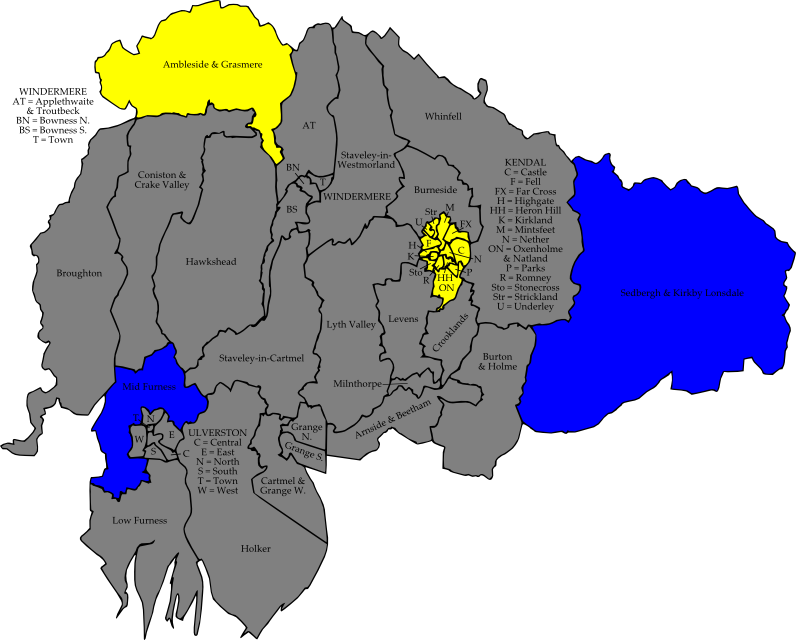 Ambleside & Grasmere
WINDERMERE
AT = Applethwaite
& Troutbeck
BN = Bowness N.
BS = Bowness S.
T = Town
AT
Whinfell
Staveley-in-
Westmorland
BN
T
WINDERMERE
BS
Coniston &
Crake Valley
Burneside
KENDAL
C = Castle
F = Fell
FX = Far Cross
H = Highgate
HH = Heron Hill
K = Kirkland
M = Mintsfeet
N = Nether
ON = Oxenholme
& Natland
P = Parks
R = Romney
Sto = Stonecross
Str = Strickland
U = Underley
Str
M
U
FX
H
F
C
K
N
Sto
P
R
HH
ON
Broughton
Hawkshead
Sedbergh & Kirkby Lonsdale
Lyth Valley
Levens
Crooklands
Staveley-in-Cartmel
Burton
& Holme
Milnthorpe
Mid Furness
Arnside & Beetham
T
N
W
E
S
C
ULVERSTON
C = Central
E = East
N = North
S = South
T = Town
W = West
Grange
N.
Grange S.
Cartmel &
Grange W.
Low Furness
Holker